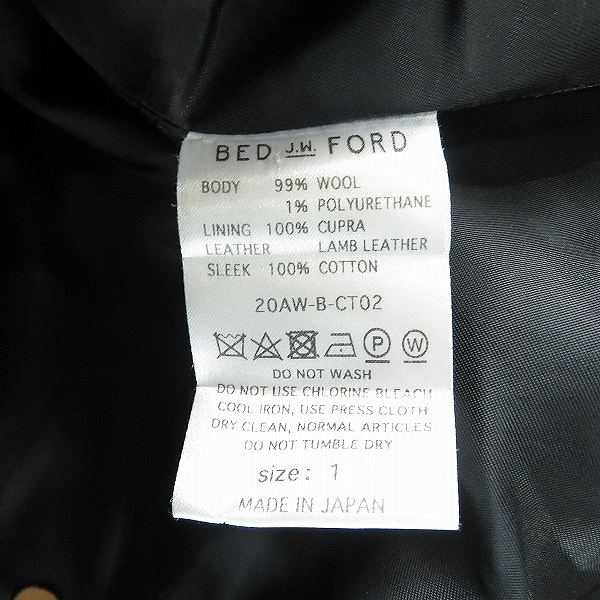 BED J.W. FORD
BODY 99% WOOL
1% POLYURETHANE
LINING 100% CUPRA
LEATHER LAMB LEATHER
SLEEK 100% COTTON
20AW-B-CT02
P W
DO NOT WASH
DO NOT USE CHLORINE BLEACH
COOL IRON, USE PRESS CLOTH
DRY CLEAN, NORMAL ARTICLES
DO NOT TUMBLE DRY
size: 1
MADE IN JAPAN